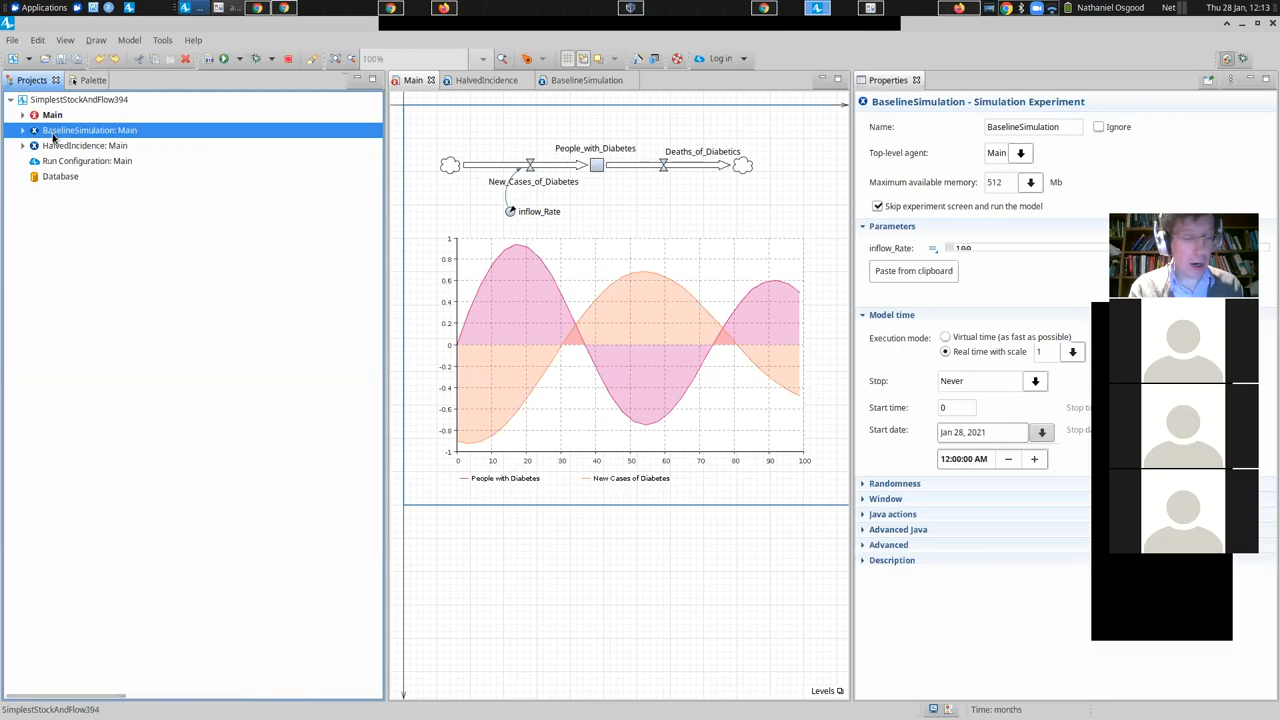 Applications
Nathaniel Osgood
Net
Thu 28 Jan, 12:13
File Edit View Draw Model Tools Help
100%
Log in
Projects
Palette
Main
HalvedIncidence
BaselineSimulation
Properties
SimplestStockAndFlow394
Main
BaselineSimulation: Main
HalvedIncidence: Main
Run Configuration: Main
Database
People_with_Diabetes
Deaths_of_Diabetics
New_Cases_of_Diabetes
inflow_Rate
1
0.8
0.6
0.4
0.2
0
-0.2
-0.4
-0.6
-0.8
-1
0 10 20 30 40 50 60 70 80 90 100
People with Diabetes
New Cases of Diabetes
Levels
BaselineSimulation - Simulation Experiment
Name: BaselineSimulation Ignore
Top-level agent: Main
Maximum available memory: 512 Mb
Skip experiment screen and run the model
Parameters
inflow_Rate: 100
Paste from clipboard
Model time
Execution mode: Virtual time (as fast as possible)
Real time with scale 1
Stop: Never
Start time: 0 Stop ti
Start date: Jan 28, 2021 Stop da
12:00:00 AM
Randomness
Window
Java actions
Advanced Java
Advanced
Description
SimplestStockAndFlow394
Time: months